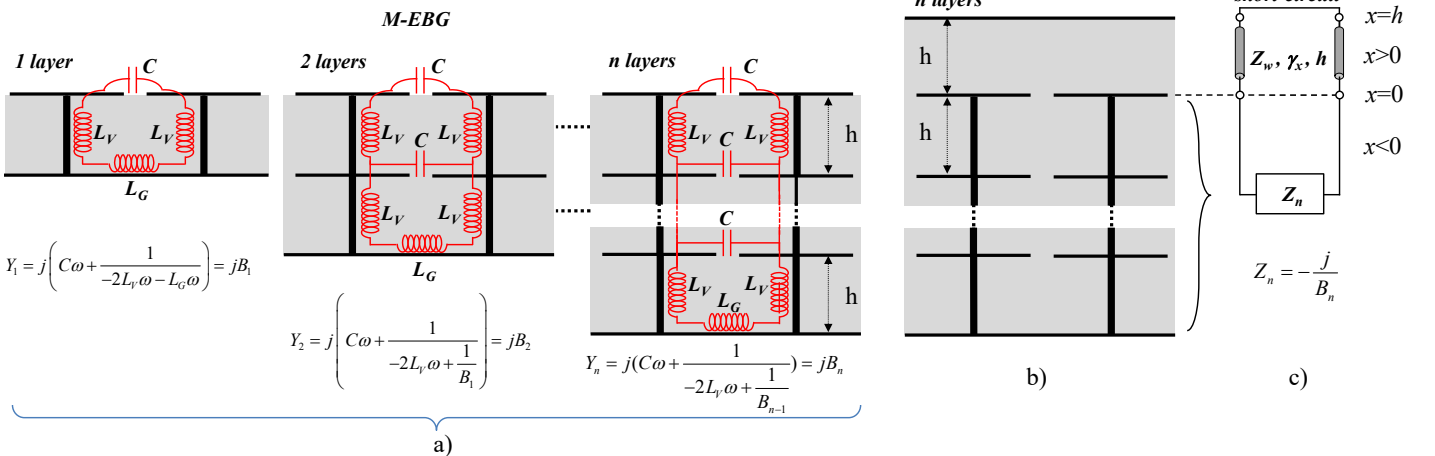 M-EBG
1 layer
C
L_V L_V
L_G
Y_1 = j(Cω + 1/(-2L_Vω - L_Gω)) = jB_1
2 layers
C
L_V L_V
C
L_V L_V
L_G
Y_2 = j(Cω + 1/(-2L_Vω + 1/B_1)) = jB_2
n layers
C
L_V L_V
C
h
C
L_V L_V
L_G
h
Y_n = j(Cω + 1/(-2L_Vω + 1/B_{n-1})) = jB_n
a)
n layers
h
h
b)
short circuit
x=h
Z_w, γ_x, h
x>0
x=0
x<0
Z_n
Z_n = -j/B_n
c)